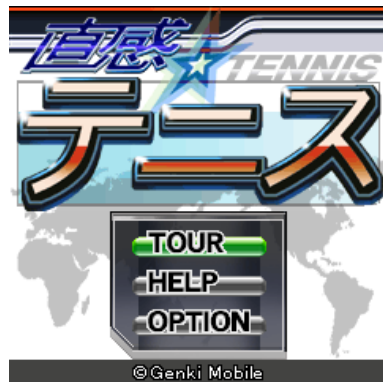 直感
TENNIS
テニス
TOUR
HELP
OPTION
©Genki Mobile